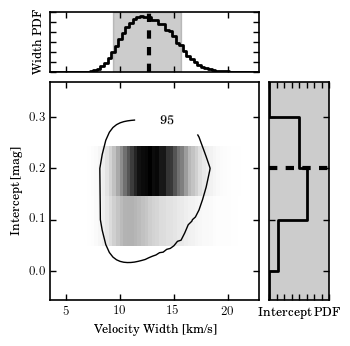 Width PDF
95
0.3
0.2
0.1
0.0
Intercept [mag]
5 10 15 20
Velocity Width [km/s]
Intercept PDF